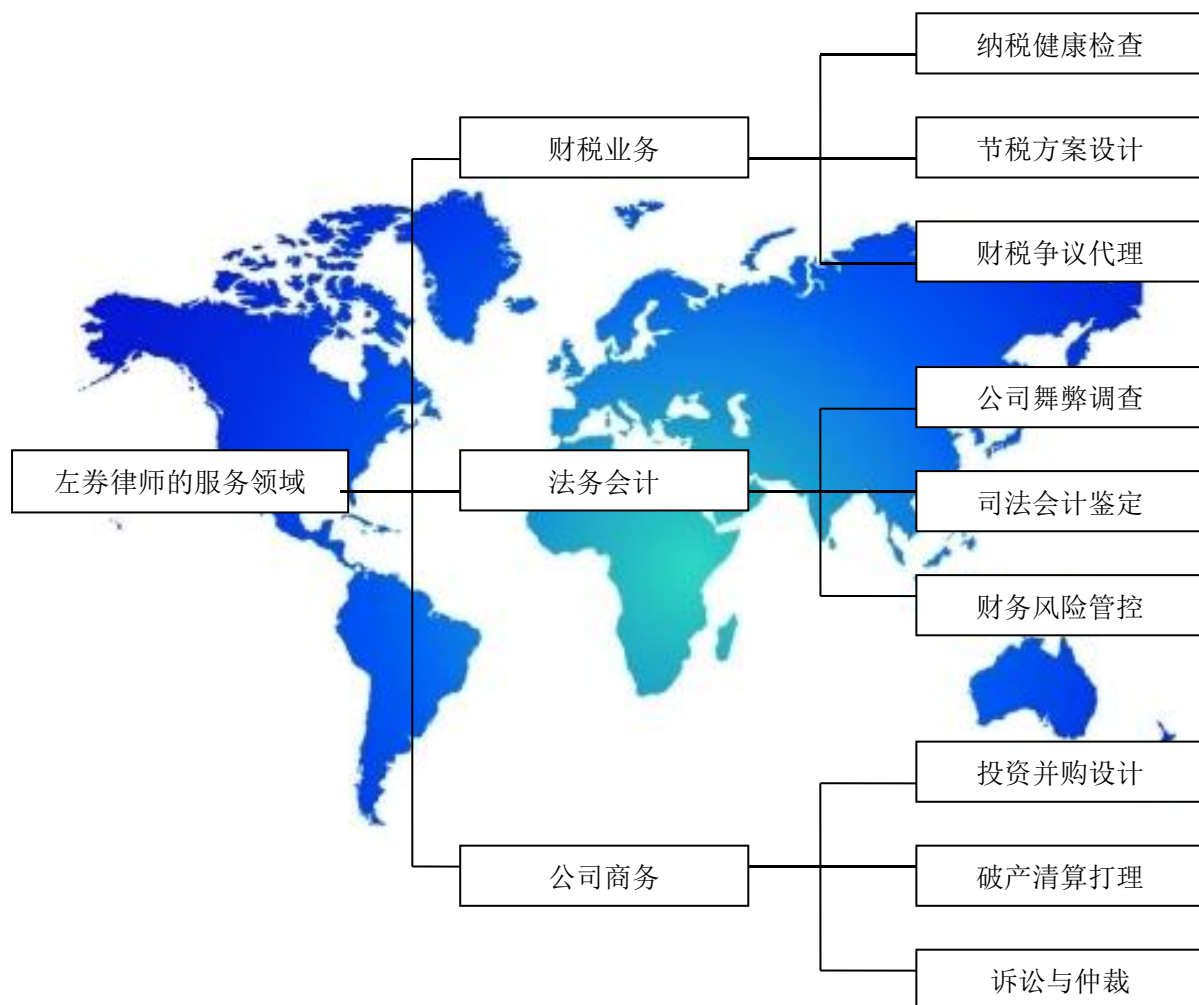 纳税健康检查
财税业务
节税方案设计
财税争议代理
公司舞弊调查
左券律师的服务领域
法务会计
司法会计鉴定
财务风险管控
投资并购设计
公司商务
破产清算打理
诉讼与仲裁